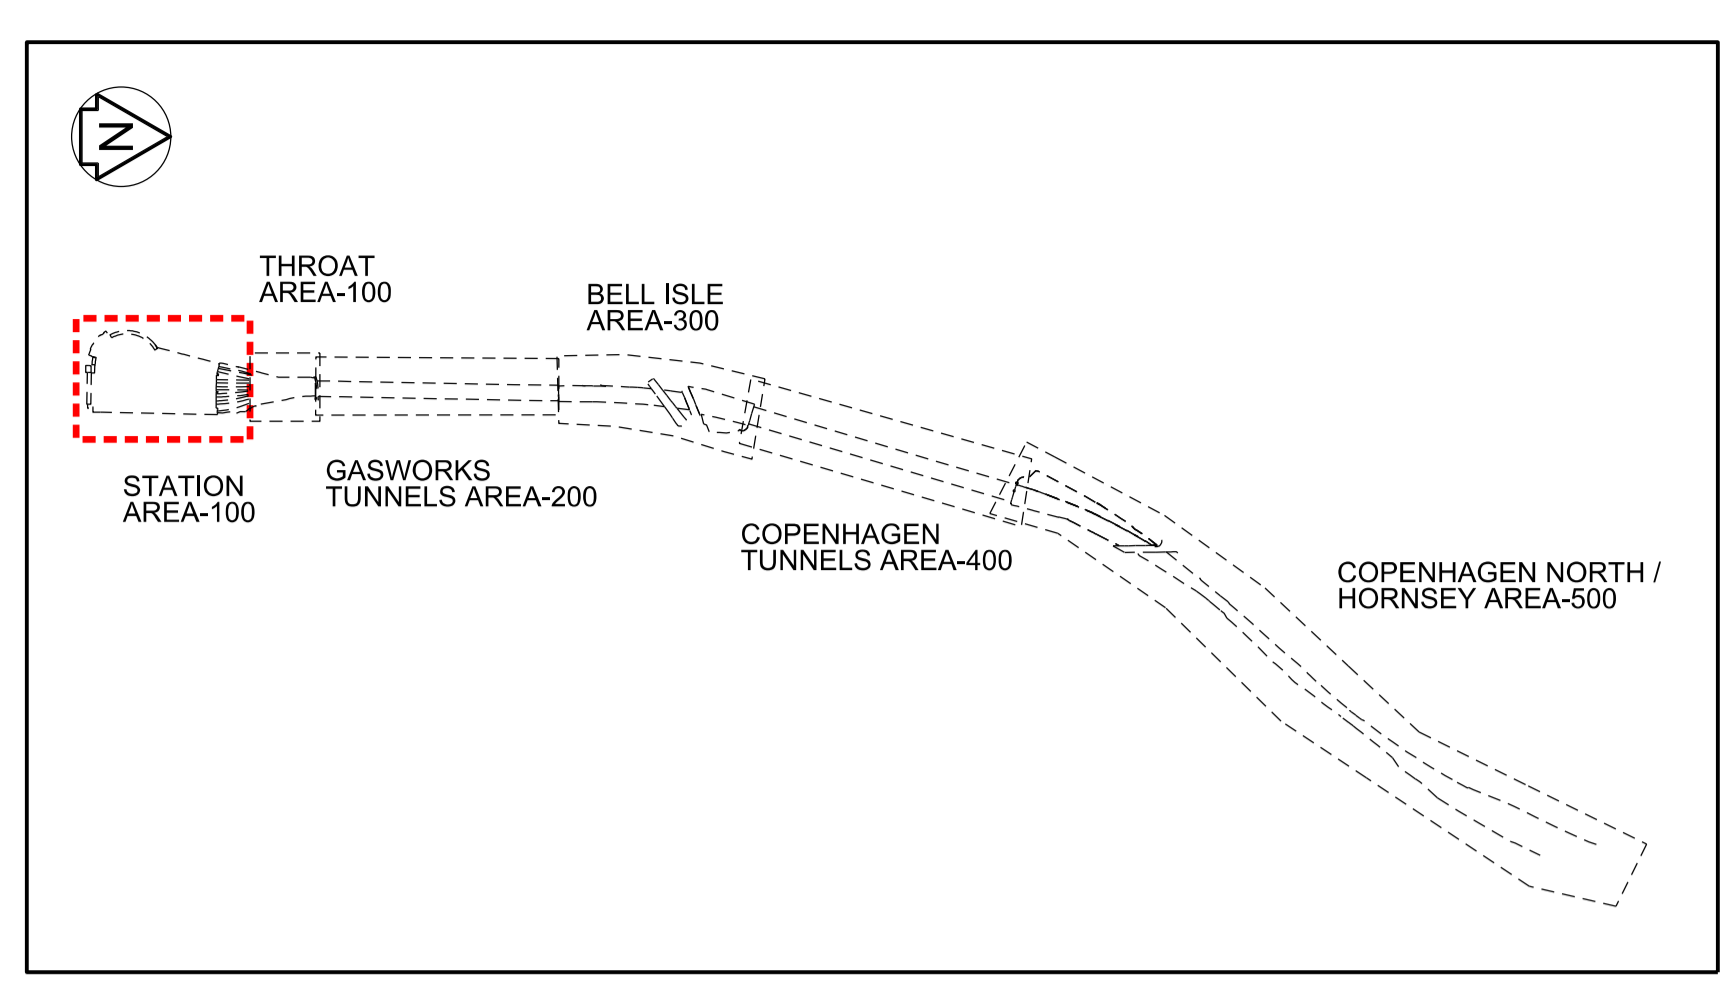 N
THROAT
AREA-100
BELL ISLE
AREA-300
STATION
AREA-100
GASWORKS
TUNNELS AREA-200
COPENHAGEN
TUNNELS AREA-400
COPENHAGEN NORTH /
HORNSEY AREA-500